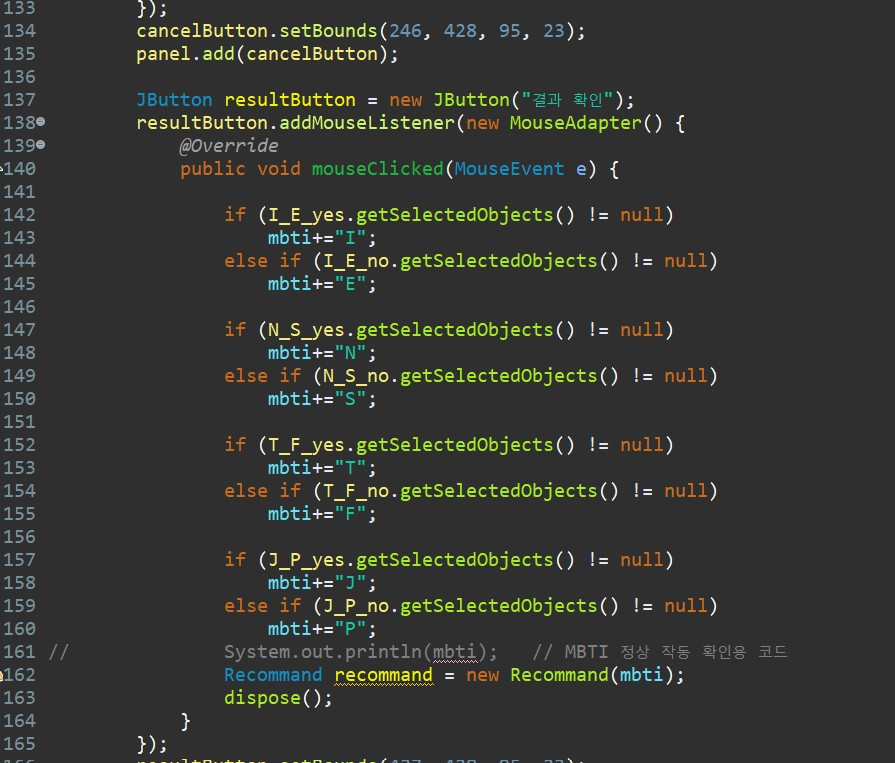 133 });
134 cancelButton.setBounds(246, 428, 95, 23);
135 panel.add(cancelButton);
136
137 JButton resultButton = new JButton("결과 확인");
138 resultButton.addMouseListener(new MouseAdapter() {
139 @Override
140 public void mouseClicked(MouseEvent e) {
141
142 if (I_E_yes.getSelectedObjects() != null)
143 mbti+="I";
144 else if (I_E_no.getSelectedObjects() != null)
145 mbti+="E";
146
147 if (N_S_yes.getSelectedObjects() != null)
148 mbti+="N";
149 else if (N_S_no.getSelectedObjects() != null)
150 mbti+="S";
151
152 if (T_F_yes.getSelectedObjects() != null)
153 mbti+="T";
154 else if (T_F_no.getSelectedObjects() != null)
155 mbti+="F";
156
157 if (J_P_yes.getSelectedObjects() != null)
158 mbti+="J";
159 else if (J_P_no.getSelectedObjects() != null)
160 mbti+="P";
161 // System.out.println(mbti); // MBTI 정상 작동 확인용 코드
162 Recommand recommand = new Recommand(mbti);
163 dispose();
164 }
165 });